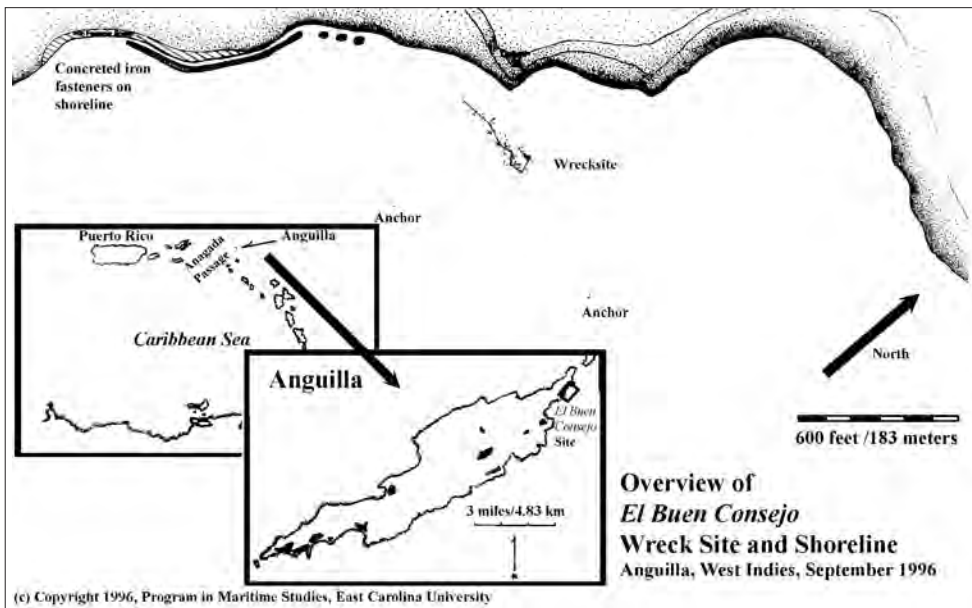 Concreted iron
fasteners on
shoreline
Wrecksite
Anchor
Puerto Rico
Anguilla
Anagada
Passage
Caribbean Sea
Anchor
North
600 feet /183 meters
Anguilla
El Buen
Consejo
Site
3 miles/4.83 km
Overview of
El Buen Consejo
Wreck Site and Shoreline
Anguilla, West Indies, September 1996
(c) Copyright 1996, Program in Maritime Studies, East Carolina University